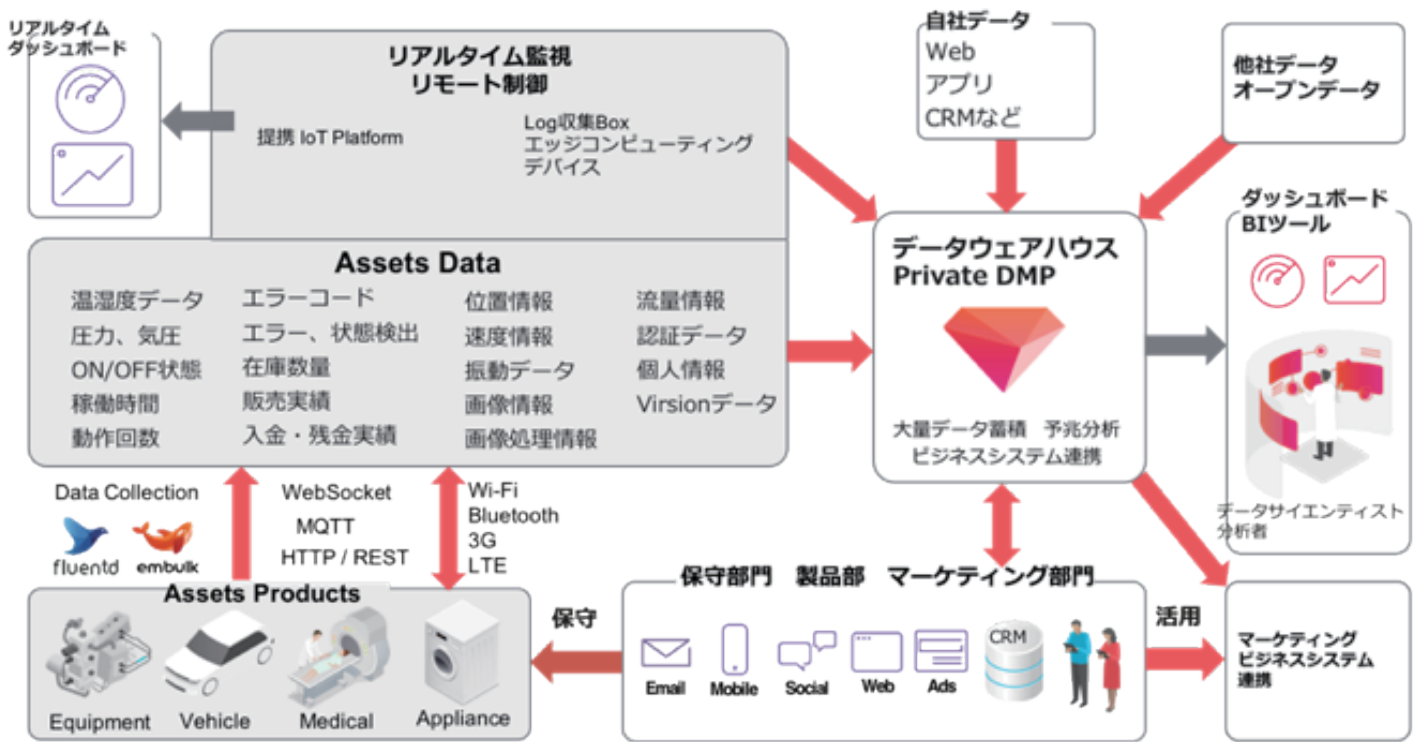 リアルタイム
ダッシュボード
リアルタイム監視
リモート制御
提携 IoT Platform
Log収集Box
エッジコンピューティング
デバイス
自社データ
Web
アプリ
CRMなど
他社データ
オープンデータ
Assets Data
温湿度データ
圧力、気圧
ON/OFF状態
稼働時間
動作回数
エラーコード
エラー、状態検出
在庫数量
販売実績
入金・残金実績
位置情報
速度情報
振動データ
画像情報
画像処理情報
流量情報
認証データ
個人情報
Virsionデータ
データウェアハウス
Private DMP
大量データ蓄積　予兆分析
ビジネスシステム連携
ダッシュボード
BIツール
データサイエンティスト
分析者
Data Collection
fluentd
embulk
WebSocket
MQTT
HTTP / REST
Wi-Fi
Bluetooth
3G
LTE
Assets Products
Equipment
Vehicle
Medical
Appliance
保守
保守部門　製品部　マーケティング部門
Email
Mobile
Social
Web
Ads
CRM
活用
マーケティング
ビジネスシステム
連携